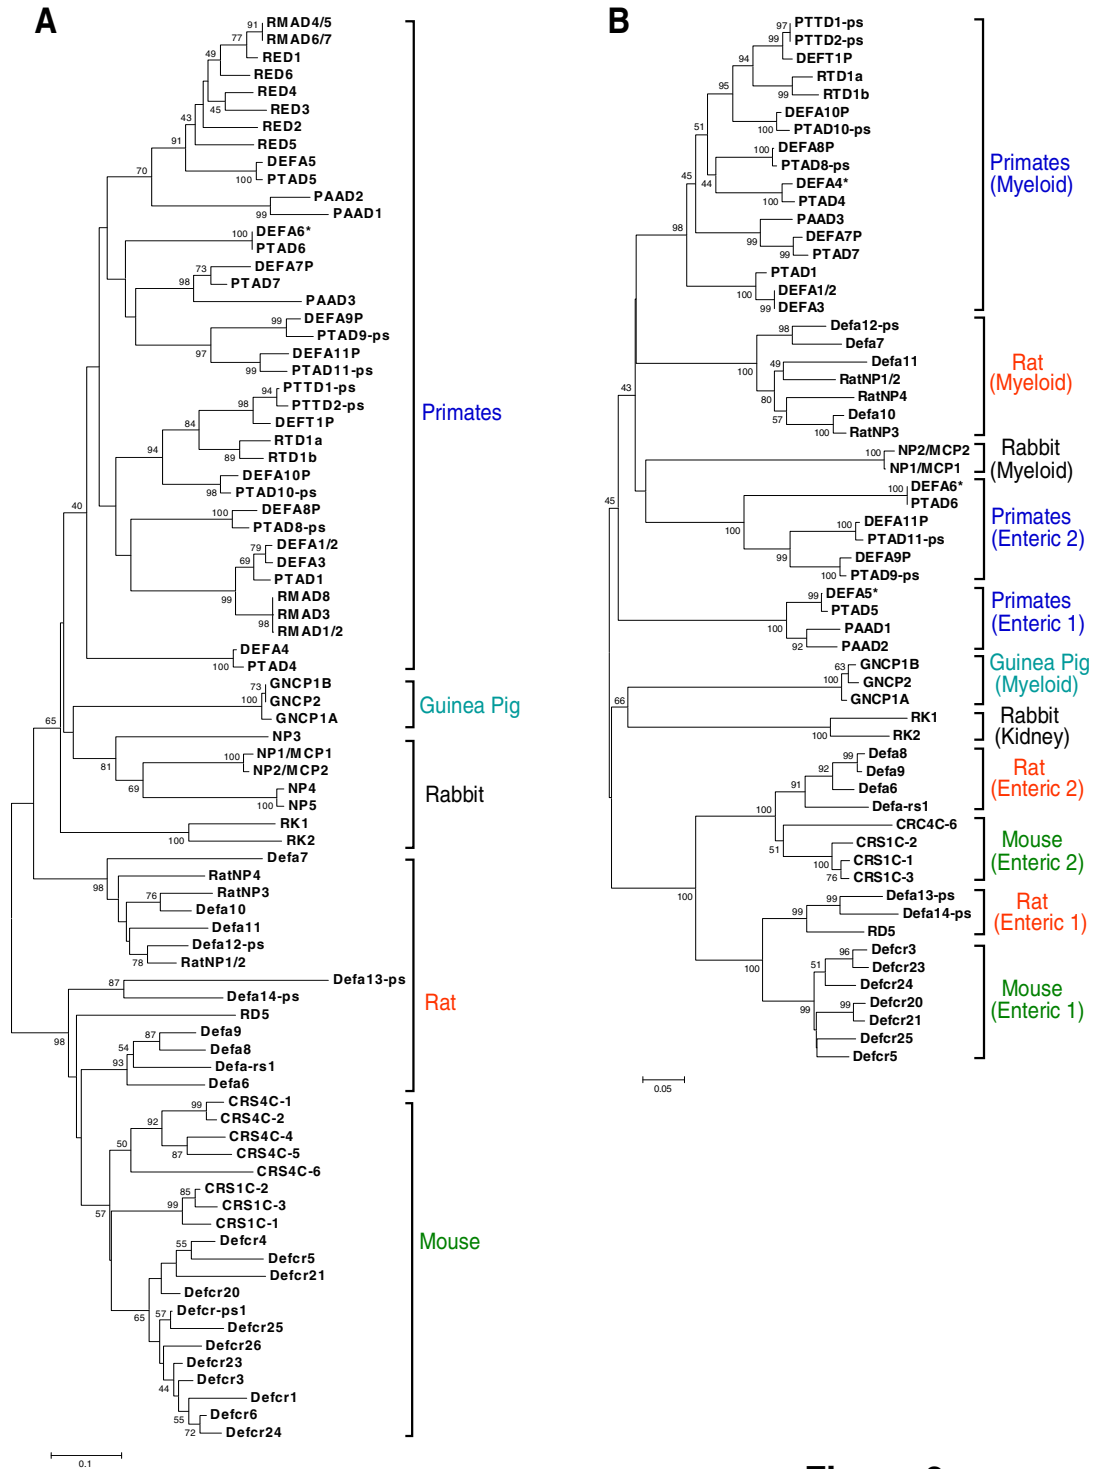 A
91
RMAD4/5
RMAD6/7
77
RED1
49
RED6
RED4
45
RED3
43
RED2
91
RED5
DEFA5
100
PTAD5
70
PAAD2
99
PAAD1
100
DEFA6*
PTAD6
73
DEFA7P
98
PTAD7
PAAD3
99
DEFA9P
PTAD9-ps
97
DEFA11P
99
PTAD11-ps
94
PTTD1-ps
98
PTTD2-ps
84
DEFT1P
RTD1a
89
RTD1b
94
DEFA10P
98
PTAD10-ps
100
DEFA8P
PTAD8-ps
40
79
DEFA1/2
69
DEFA3
PTAD1
99
RMAD8
RMAD3
98
RMAD1/2
DEFA4
100
PTAD4
Primates
73
GNCP1B
100
GNCP2
GNCP1A
Guinea Pig
65
NP3
81
100
NP1/MCP1
NP2/MCP2
69
NP4
100
NP5
RK1
100
RK2
Rabbit
Defa7
98
RatNP4
76
RatNP3
Defa10
Defa11
Defa12-ps
78
RatNP1/2
87
Defa13-ps
Defa14-ps
98
RD5
87
Defa9
54
Defa8
93
Defa-rs1
Defa6
Rat
99
CRS4C-1
92
CRS4C-2
50
CRS4C-4
87
CRS4C-5
CRS4C-6
85
CRS1C-2
99
CRS1C-3
57
CRS1C-1
55
Defcr4
Defcr5
Defcr21
Defcr20
65
57
Defcr-ps1
Defcr25
Defcr26
Defcr23
44
Defcr3
Defcr1
55
Defcr6
72
Defcr24
Mouse
0.1
B
97
PTTD1-ps
99
PTTD2-ps
94
DEFT1P
RTD1a
99
RTD1b
95
DEFA10P
100
PTAD10-ps
51
100
DEFA8P
PTAD8-ps
45
44
DEFA4*
100
PTAD4
PAAD3
98
99
DEFA7P
99
PTAD7
PTAD1
100
DEFA1/2
99
DEFA3
Primates
(Myeloid)
98
Defa12-ps
Defa7
100
49
Defa11
RatNP1/2
80
RatNP4
57
Defa10
100
RatNP3
Rat
(Myeloid)
43
100
NP2/MCP2
NP1/MCP1
Rabbit
(Myeloid)
45
100
DEFA6*
PTAD6
100
100
DEFA11P
PTAD11-ps
99
DEFA9P
100
PTAD9-ps
Primates
(Enteric 2)
99
DEFA5*
PTAD5
100
PAAD1
92
PAAD2
Primates
(Enteric 1)
63
GNCP1B
100
GNCP2
GNCP1A
Guinea Pig
(Myeloid)
66
RK1
100
RK2
Rabbit
(Kidney)
99
Defa8
92
Defa9
91
Defa6
100
Defa-rs1
Rat
(Enteric 2)
CRC4C-6
51
CRS1C-2
100
CRS1C-1
76
CRS1C-3
Mouse
(Enteric 2)
100
99
Defa13-ps
99
Defa14-ps
RD5
Rat
(Enteric 1)
100
96
Defcr3
51
Defcr23
Defcr24
99
99
Defcr20
Defcr21
Defcr25
Defcr5
Mouse
(Enteric 1)
0.05